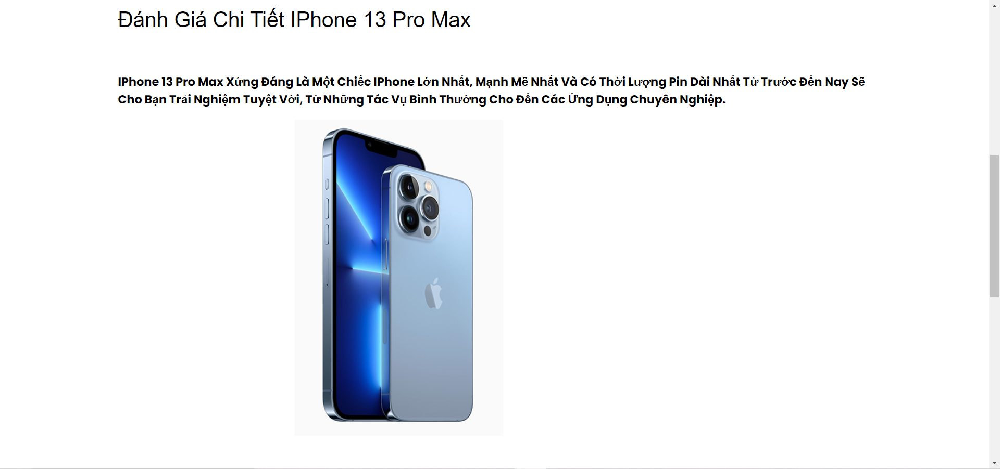 Đánh Giá Chi Tiết IPhone 13 Pro Max
IPhone 13 Pro Max Xứng Đáng Là Một Chiếc IPhone Lớn Nhất, Mạnh Mẽ Nhất Và Có Thời Lượng Pin Dài Nhất Từ Trước Đến Nay Sẽ
Cho Bạn Trải Nghiệm Tuyệt Vời, Từ Những Tác Vụ Bình Thường Cho Đến Các Ứng Dụng Chuyên Nghiệp.